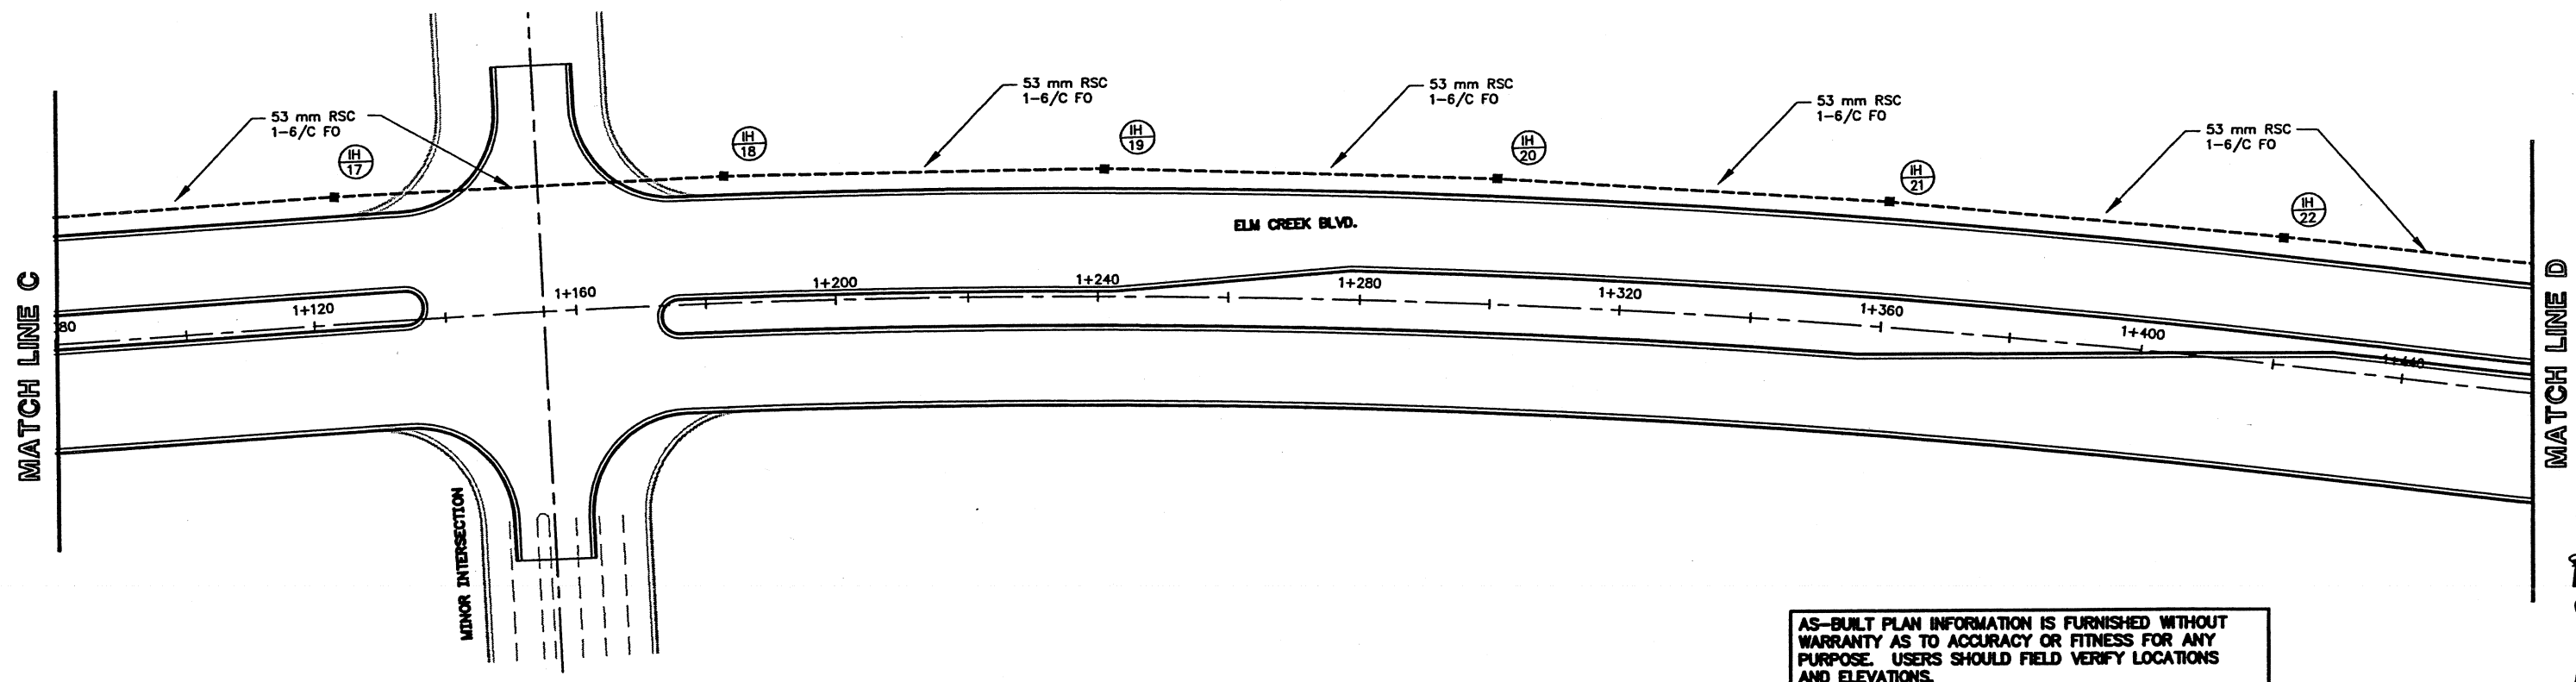 53 mm RSC
1-6/C FO
53 mm RSC
1-6/C FO
53 mm RSC
1-6/C FO
53 mm RSC
1-6/C FO
53 mm RSC
1-6/C FO
IH
17
IH
18
IH
19
IH
20
IH
21
IH
22
ELM CREEK BLVD.
MATCH LINE C
80
1+120
1+160
1+200
1+240
1+280
1+320
1+360
1+400
1+440
MATCH LINE D
MINOR INTERSECTION
AS-BUILT PLAN INFORMATION IS FURNISHED WITHOUT
WARRANTY AS TO ACCURACY OR FITNESS FOR ANY
PURPOSE. USERS SHOULD FIELD VERIFY LOCATIONS
AND ELEVATIONS.